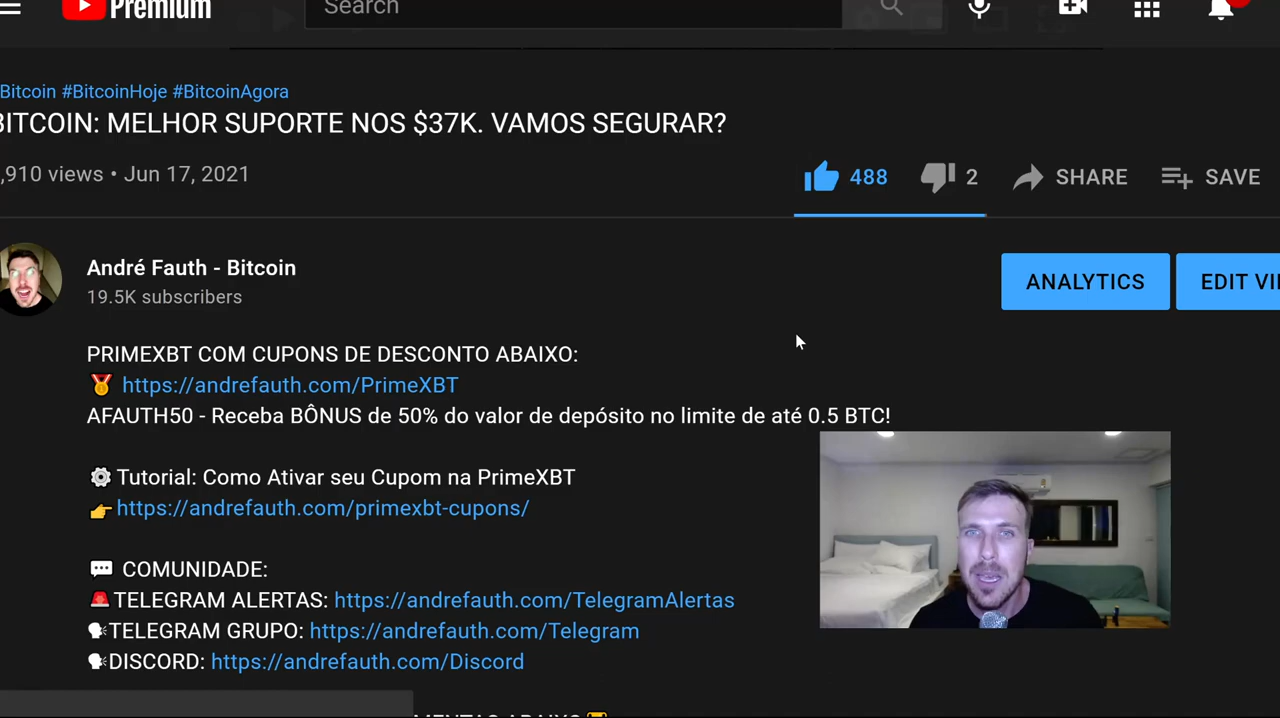 Premium
Search
Bitcoin #BitcoinHoje #BitcoinAgora
BITCOIN: MELHOR SUPORTE NOS $37K. VAMOS SEGURAR?
,910 views • Jun 17, 2021
488
2
SHARE
SAVE
André Fauth - Bitcoin
19.5K subscribers
ANALYTICS
EDIT VI
PRIMEXBT COM CUPONS DE DESCONTO ABAIXO:
🏅 https://andrefauth.com/PrimeXBT
AFAUTH50 - Receba BÔNUS de 50% do valor de depósito no limite de até 0.5 BTC!
⚙️ Tutorial: Como Ativar seu Cupom na PrimeXBT
👉 https://andrefauth.com/primexbt-cupons/
💬 COMUNIDADE:
🚨TELEGRAM ALERTAS: https://andrefauth.com/TelegramAlertas
🗣TELEGRAM GRUPO: https://andrefauth.com/Telegram
🗣DISCORD: https://andrefauth.com/Discord
ABAIXO